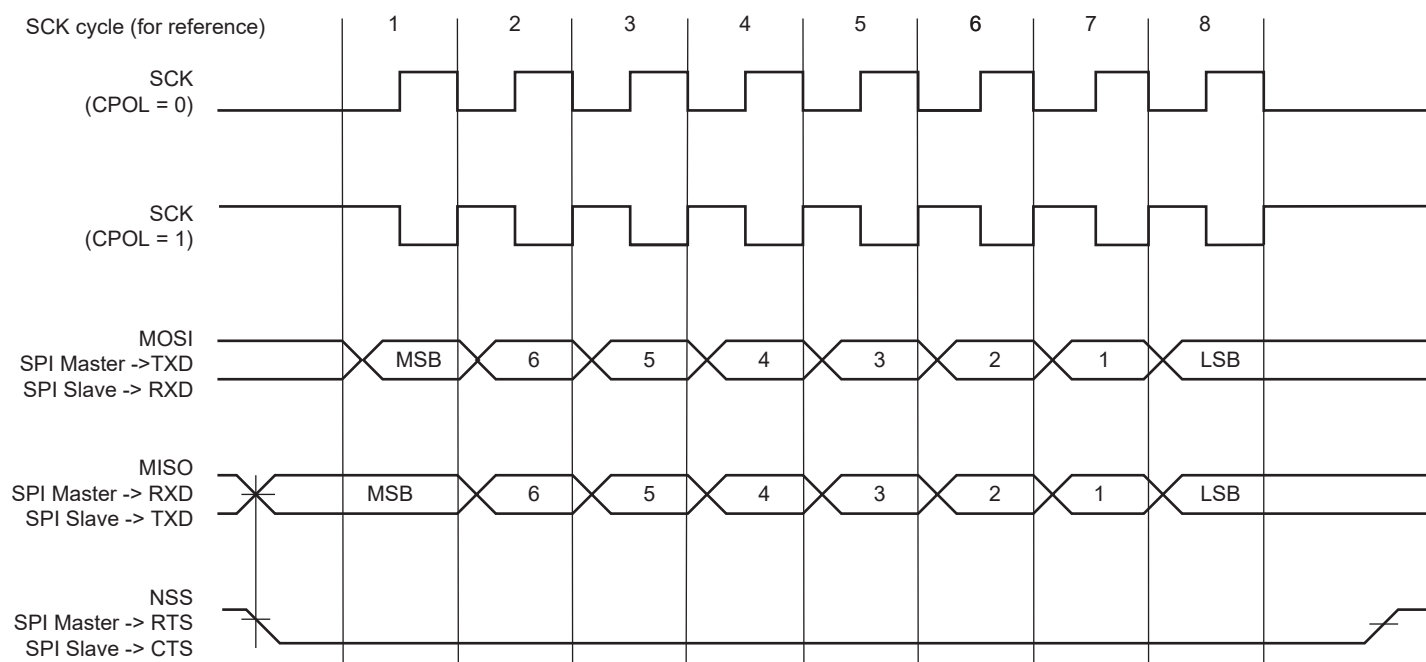 SCK cycle (for reference) 1 2 3 4 5 6 7 8
SCK
(CPOL = 0)
SCK
(CPOL = 1)
MOSI
SPI Master ->TXD
SPI Slave -> RXD
MSB 6 5 4 3 2 1 LSB
MISO
SPI Master -> RXD
SPI Slave -> TXD
MSB 6 5 4 3 2 1 LSB
NSS
SPI Master -> RTS
SPI Slave -> CTS